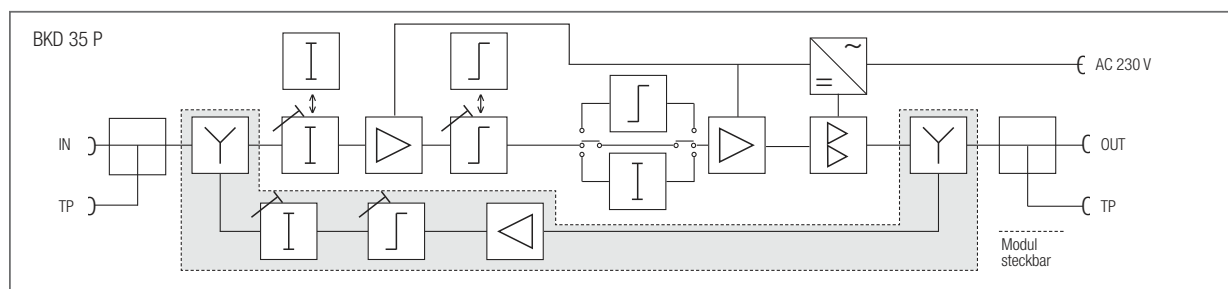 BKD 35 P
AC 230 V
IN
OUT
TP
TP
Modul
steckbar